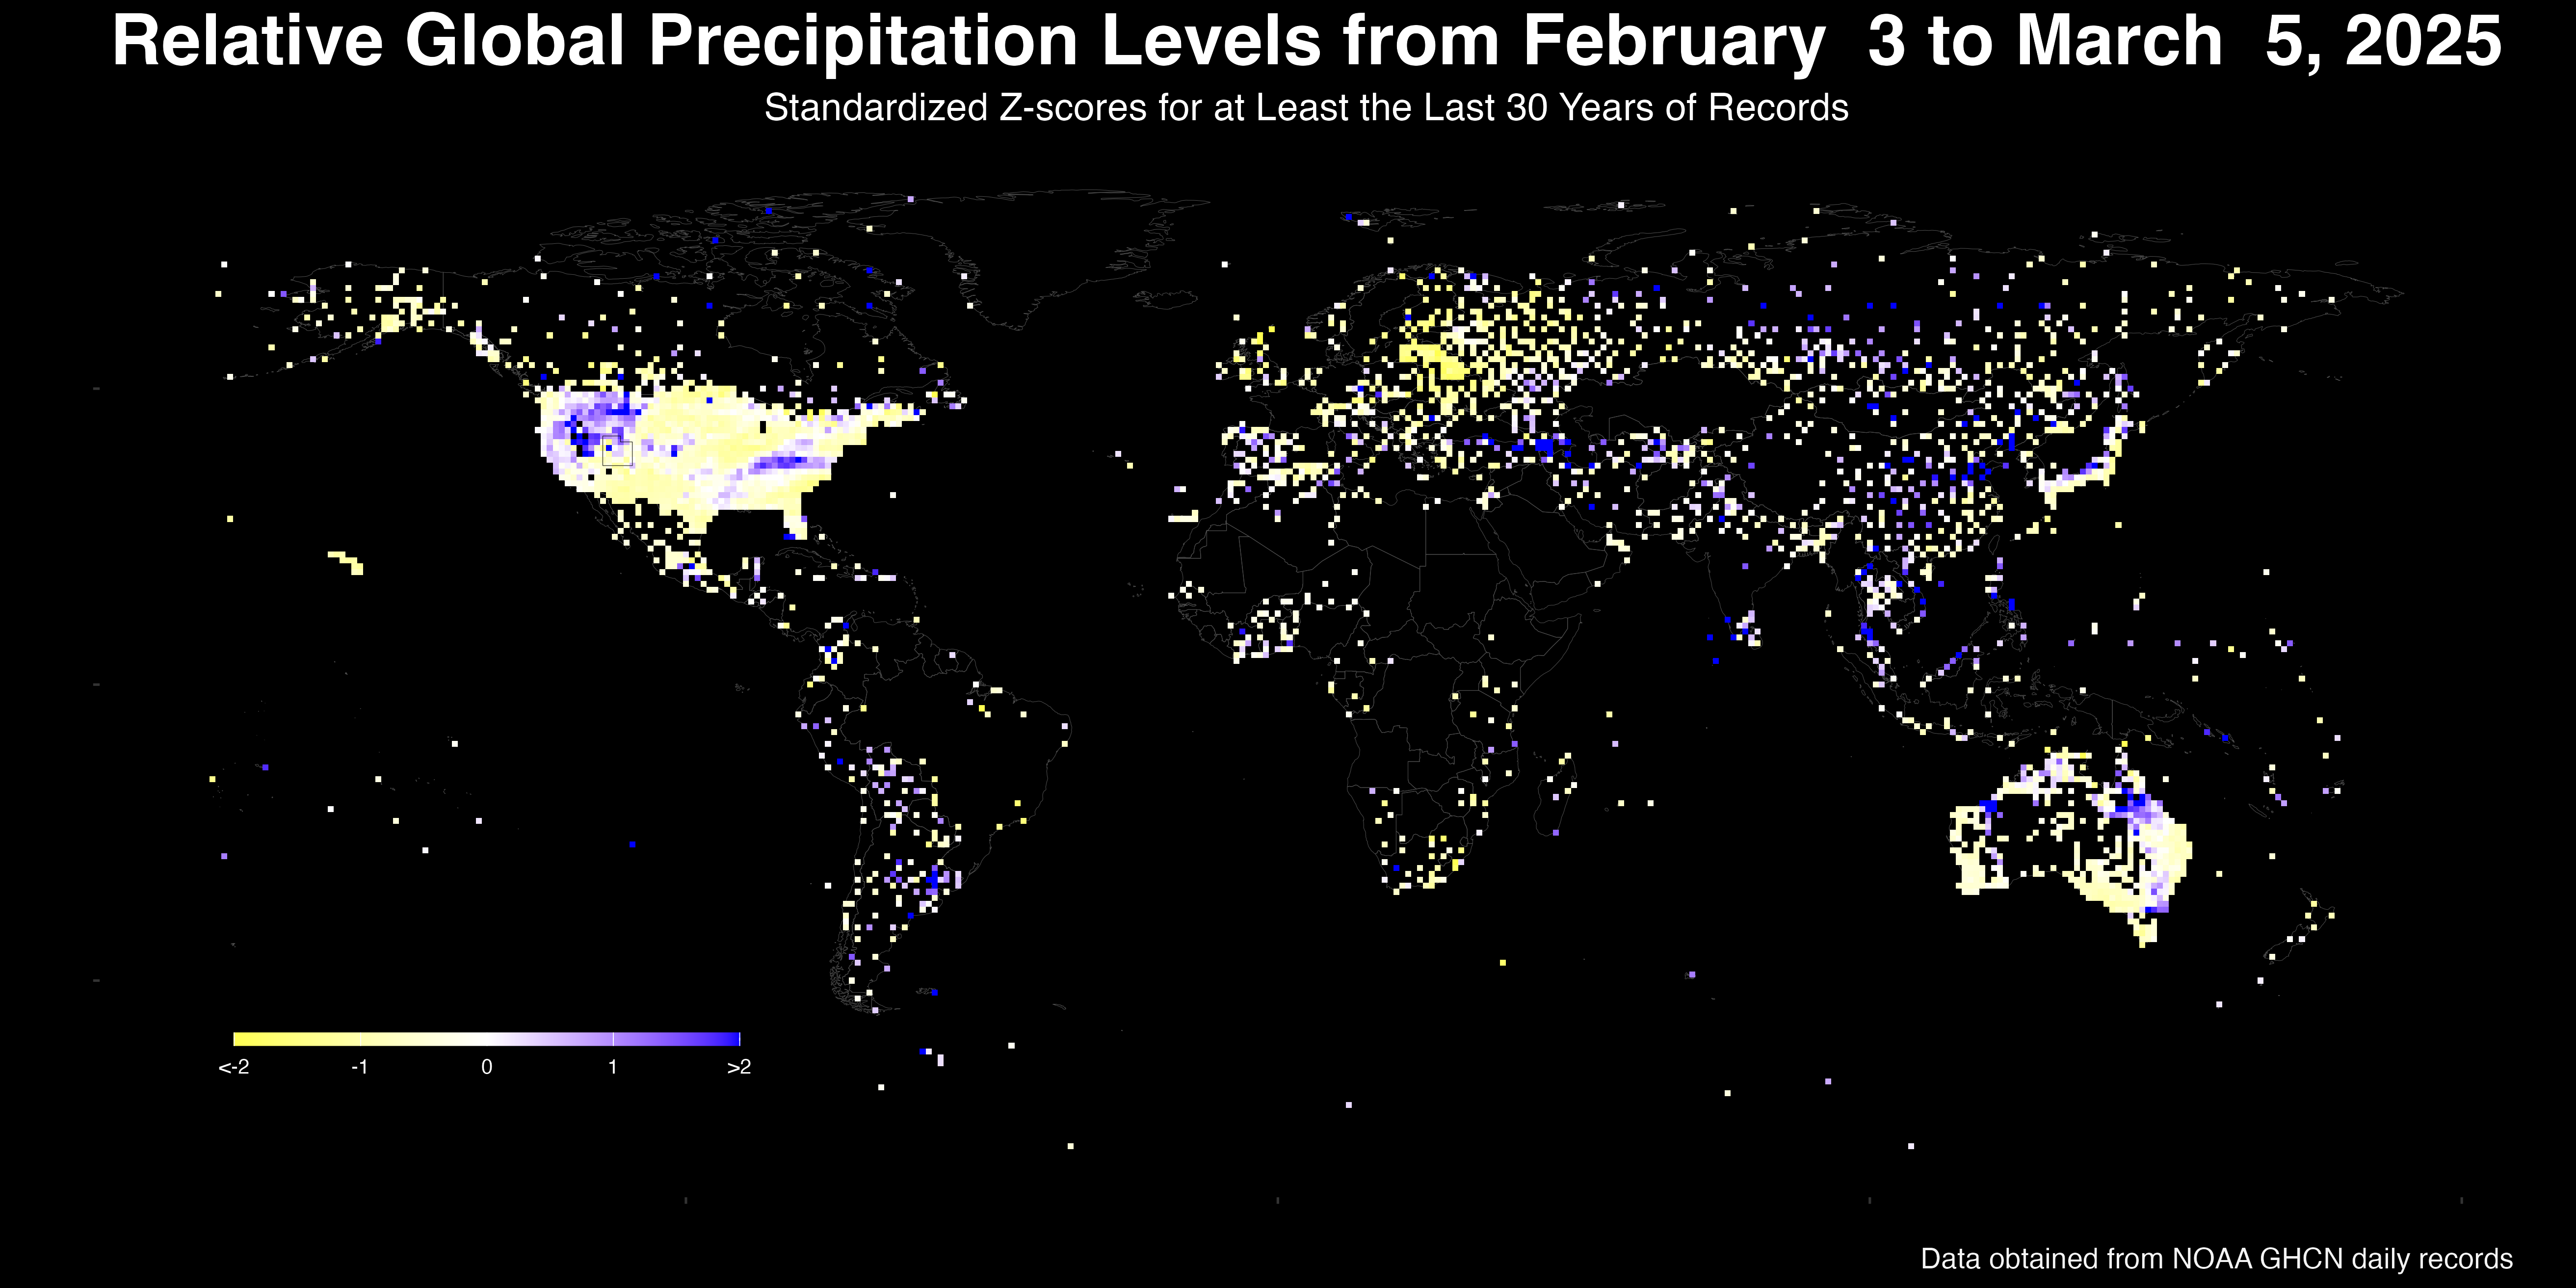 Relative Global Precipitation Levels from February  3 to March  5, 2025
Standardized Z-scores for at Least the Last 30 Years of Records
<-2 -1 0 1 >2
Data obtained from NOAA GHCN daily records